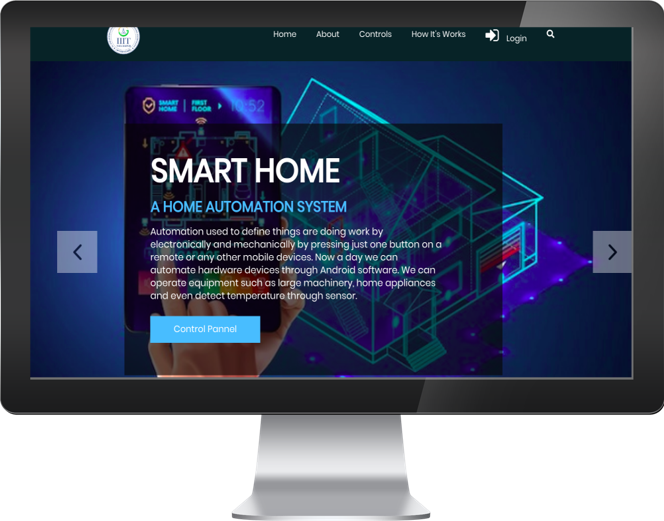 IIIT
Home About Controls How It's Works Login
SMART HOME
FIRST FLOOR
10:52
SMART HOME
A HOME AUTOMATION SYSTEM
Automation used to define things are doing work by
electronically and mechanically by pressing just one button on a
remote or any other mobile devices. Now a day we can
automate hardware devices through Android software. We can
operate equipment such as large machinery, home appliances
and even detect temperature through sensor.
Control Pannel